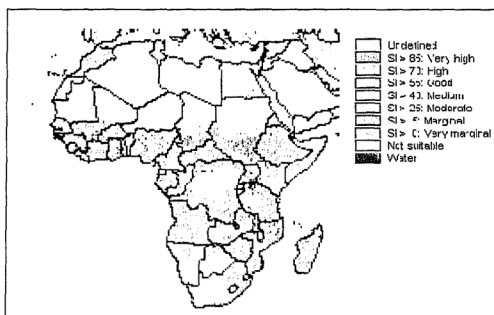 Undefined
SI > 85: Very high
SI > 70: High
SI > 55: Good
SI > 40: Medium
SI > 25: Moderate
SI > 5: Marginal
SI > 0: Very marginal
Not suitable
Water